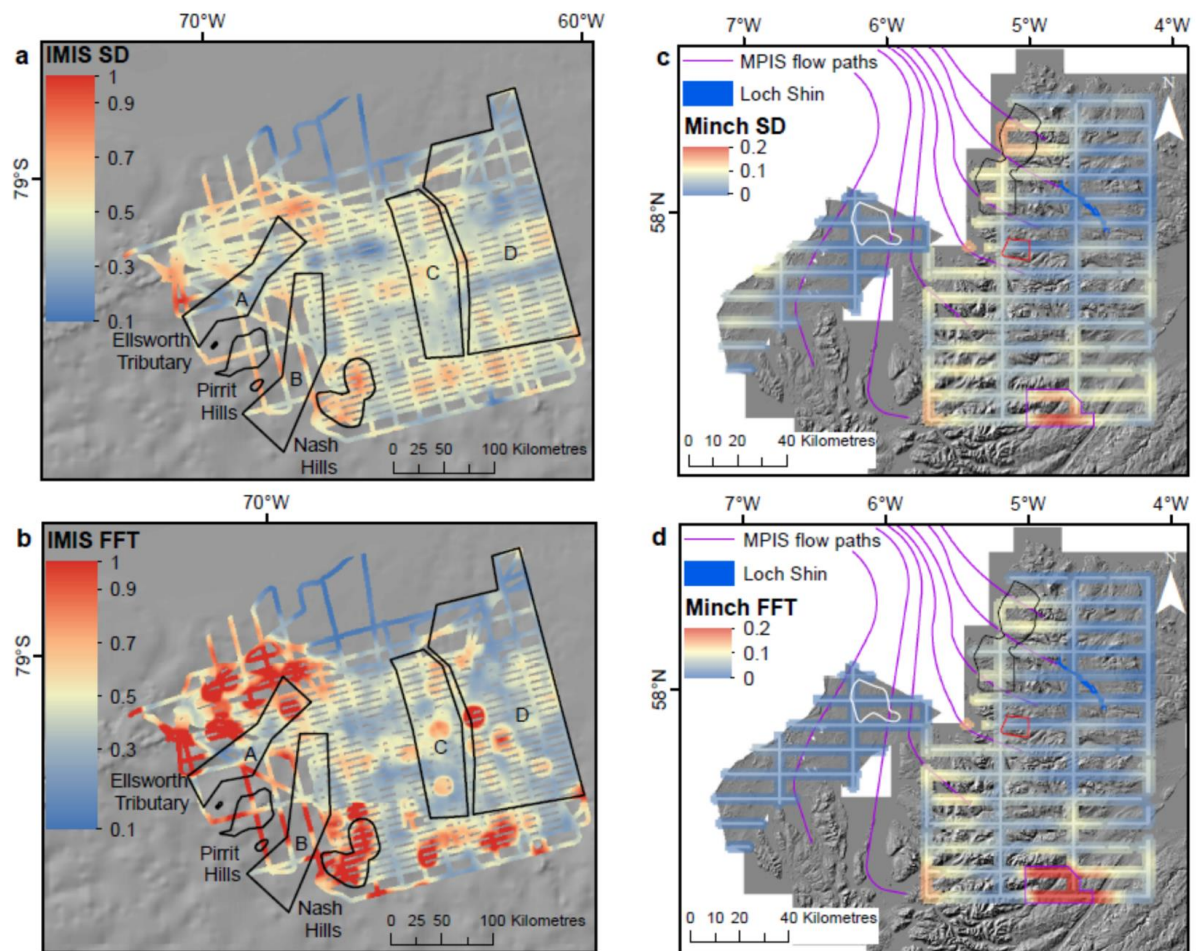 70°W 60°W
a IMIS SD
1
0.9
0.7
0.5
0.3
0.1
79°S
A
B
C
D
Ellsworth
Tributary
Pirrit
Hills
Nash
Hills
0 25 50 100 Kilometres
7°W 6°W 5°W 4°W
c
MPIS flow paths
Loch Shin
Minch SD
0.2
0.1
0
N
58°N
0 10 20 40 Kilometres
70°W
b IMIS FFT
1
0.9
0.7
0.5
0.3
0.1
79°S
A
B
C
D
Ellsworth
Tributary
Pirrit
Hills
Nash
Hills
0 25 50 100 Kilometres
7°W 6°W 5°W 4°W
d
MPIS flow paths
Loch Shin
Minch FFT
0.2
0.1
0
N
58°N
0 10 20 40 Kilometres